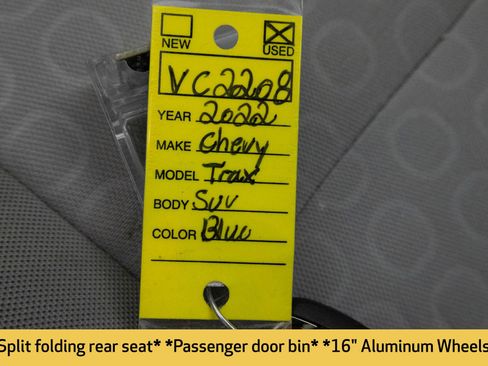 NEW USED
VC2208
YEAR 2022
MAKE Chevy
MODEL Trax
BODY SUV
COLOR Blue
Split folding rear seat* *Passenger door bin* *16" Aluminum Wheels